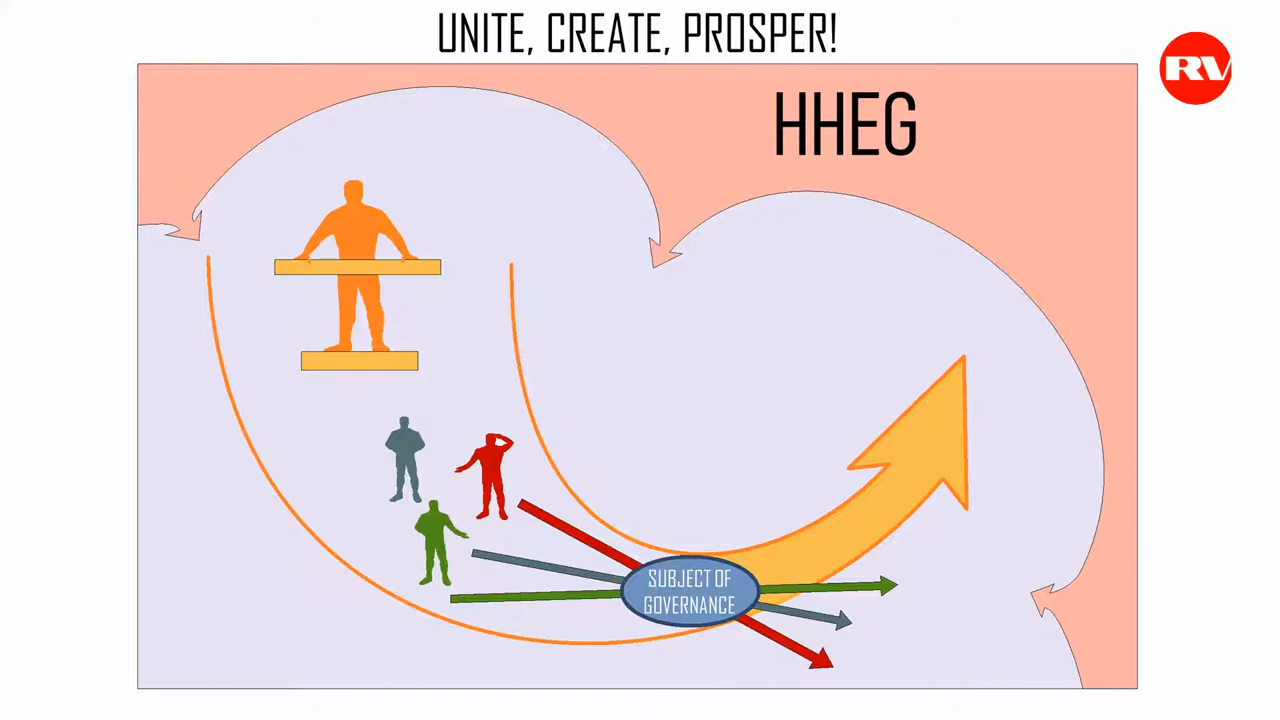 UNITE, CREATE, PROSPER!
RV
HHEG
SUBJECT OF
GOVERNANCE